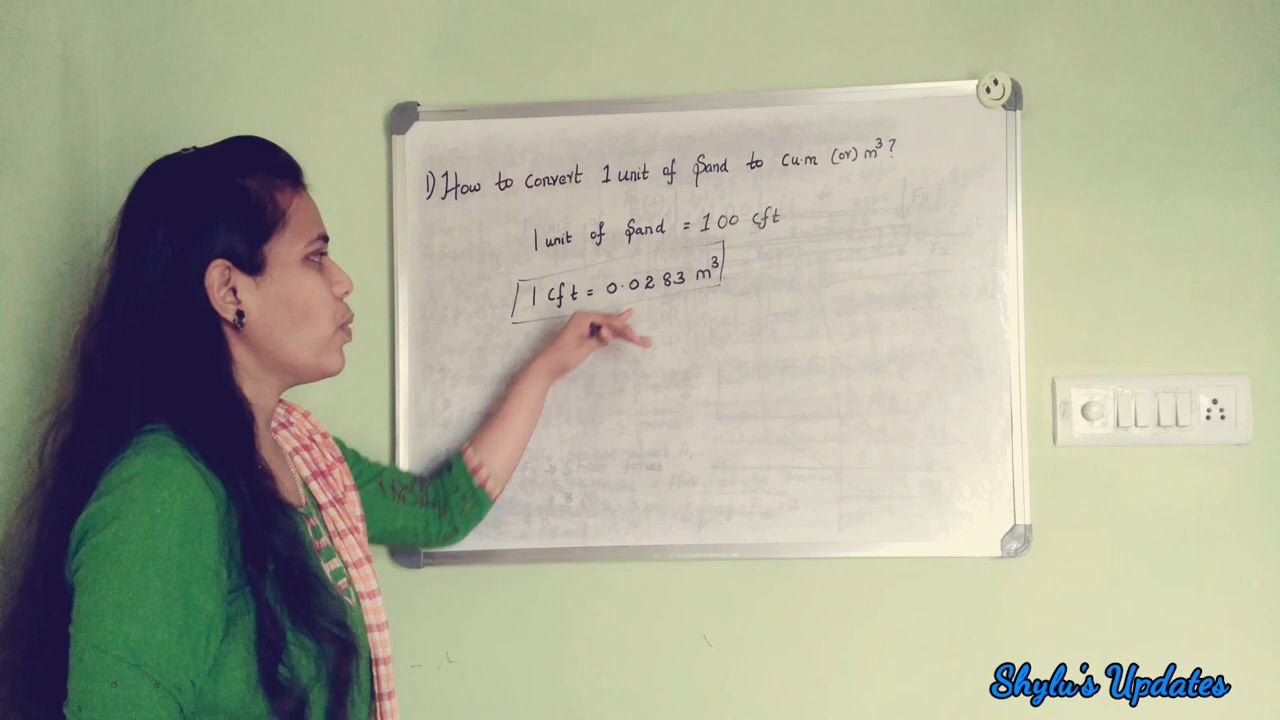 1) How to convert 1 unit of Sand to cu.m (or) m³?
1 unit of Sand = 100 cft
1 cft = 0.0283 m³
Shylu's Updates